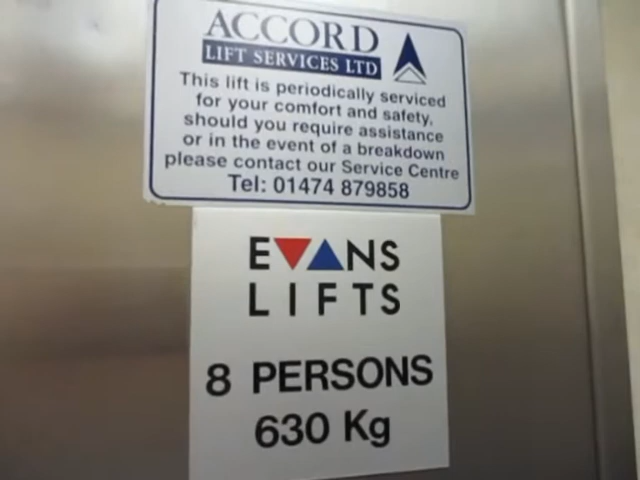 ACCORD
LIFT SERVICES LTD
This lift is periodically serviced
for your comfort and safety,
should you require assistance
or in the event of a breakdown
please contact our Service Centre
Tel: 01474 879858
EVANS
LIFTS
8 PERSONS
630 Kg